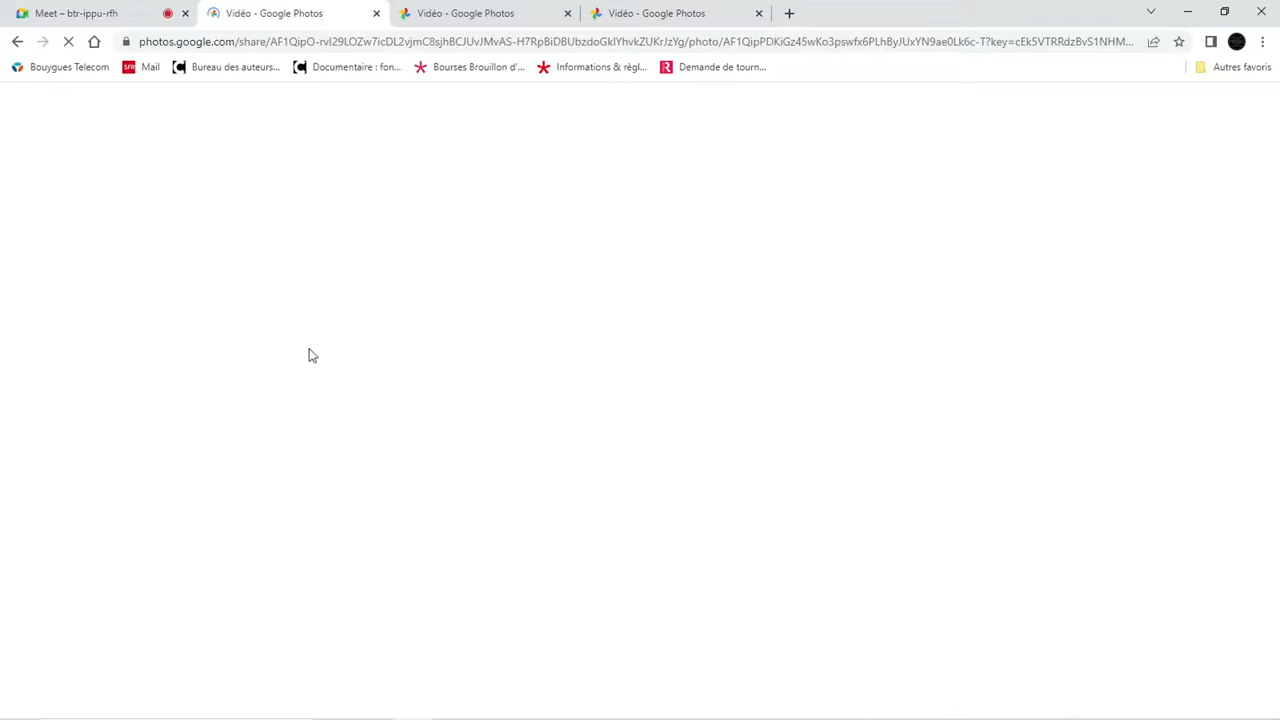 Meet – btr-ippu-rfh
Vidéo - Google Photos
Vidéo - Google Photos
Vidéo - Google Photos
photos.google.com/share/AF1QipO-rvI29LOZw7icDL2vjmC8sjhBCJUvJMvAS-H7RpBiDBUbzdoGklYhvkZUKrJzYg/photo/AF1QipPDKiGz45wKo3pswfx6PLhByJUxYN9ae0Lk6c-T?key=cEk5VTRRdzBvS1NHM...
Bouygues Telecom
SFR Mail
Bureau des auteurs...
Documentaire : fon...
Bourses Brouillon d'...
Informations & règl...
Demande de tourn...
Autres favoris